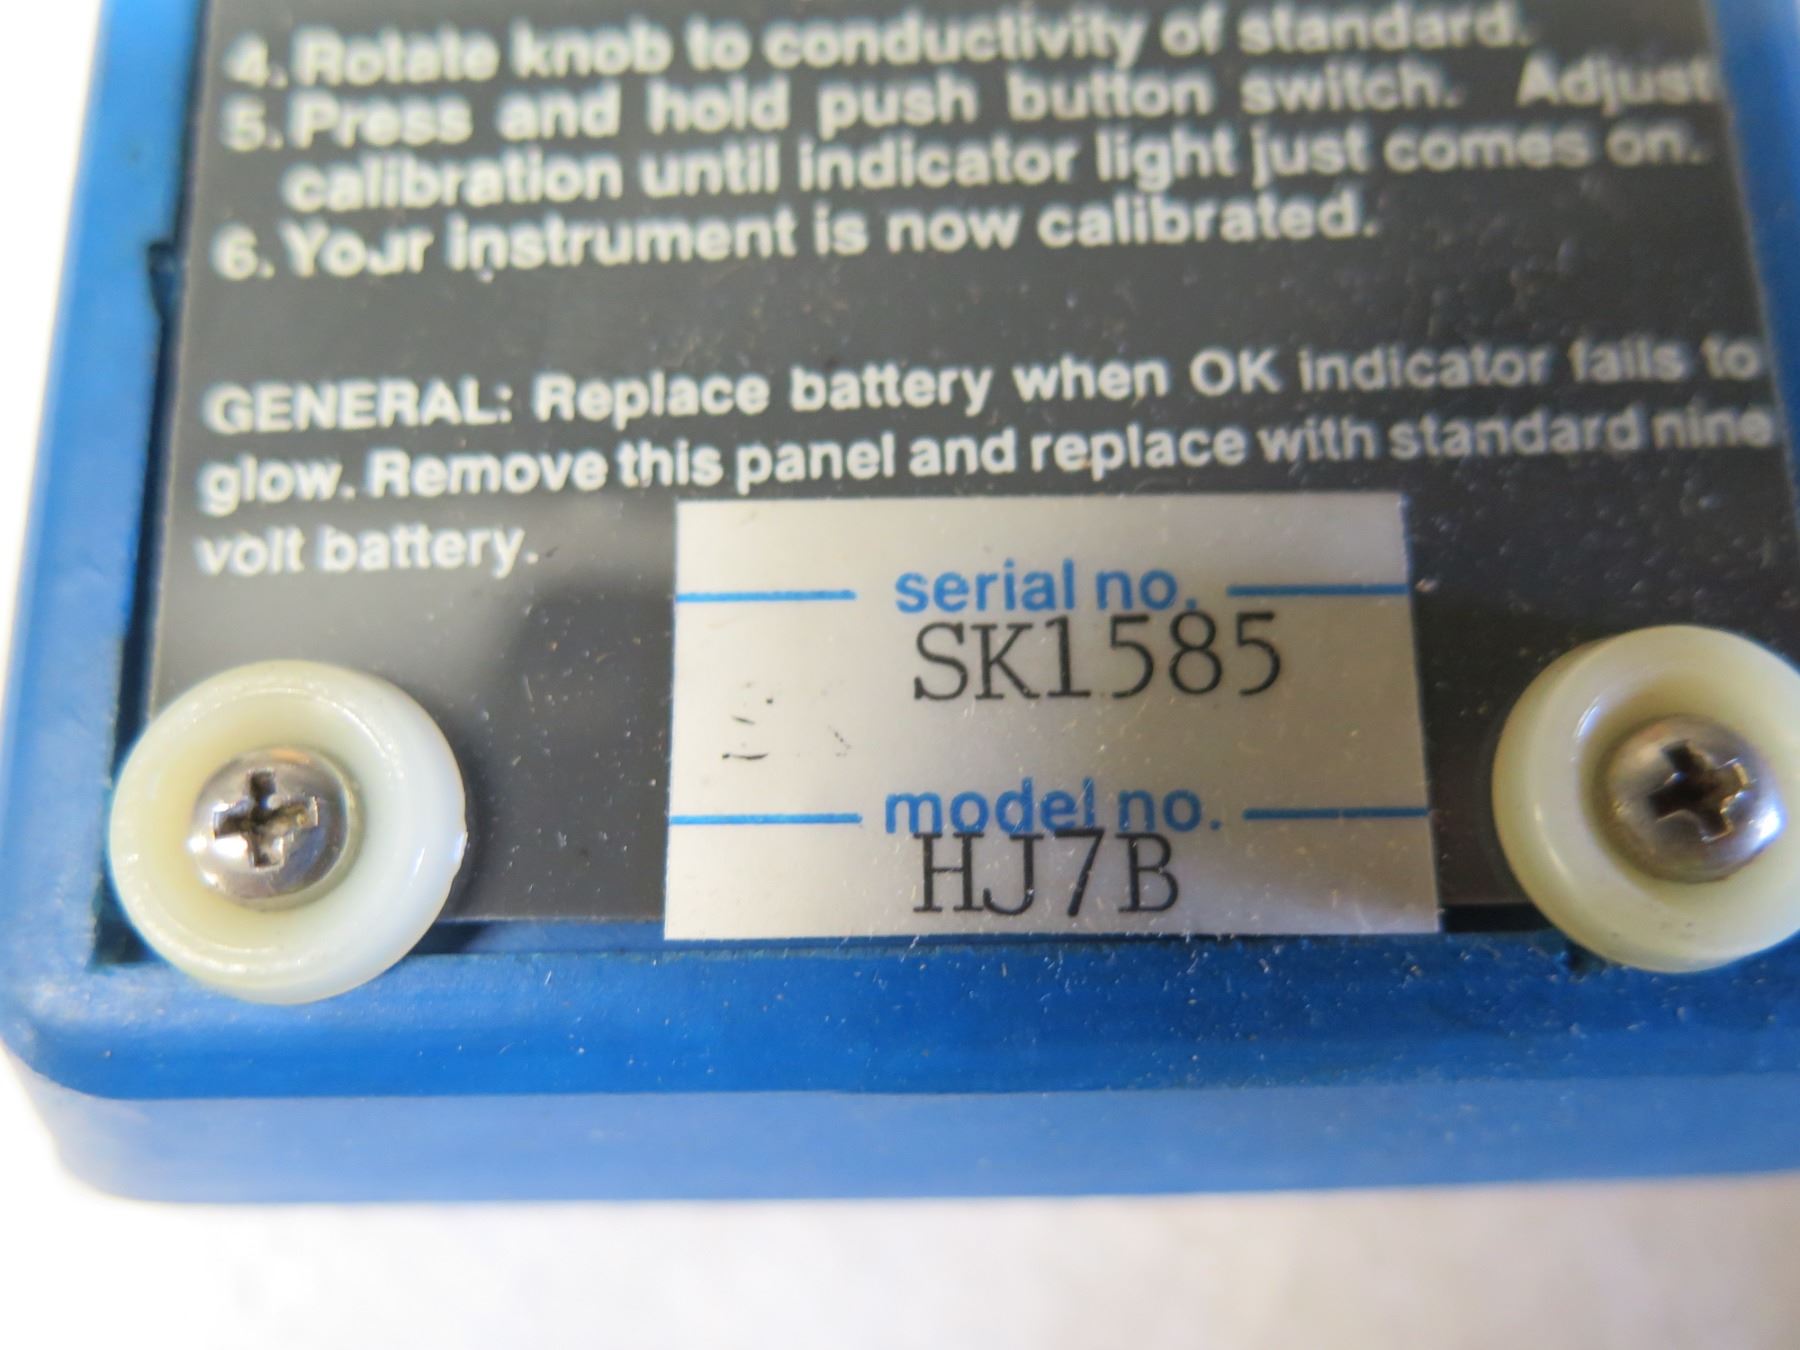 4. Rotate knob to conductivity of standard.
5. Press and hold push button switch. Adjust
calibration until indicator light just comes on.
6. Your instrument is now calibrated.
GENERAL: Replace battery when OK indicator fails to
glow. Remove this panel and replace with standard nine
volt battery.
serial no.
SK1585
model no.
HJ7B